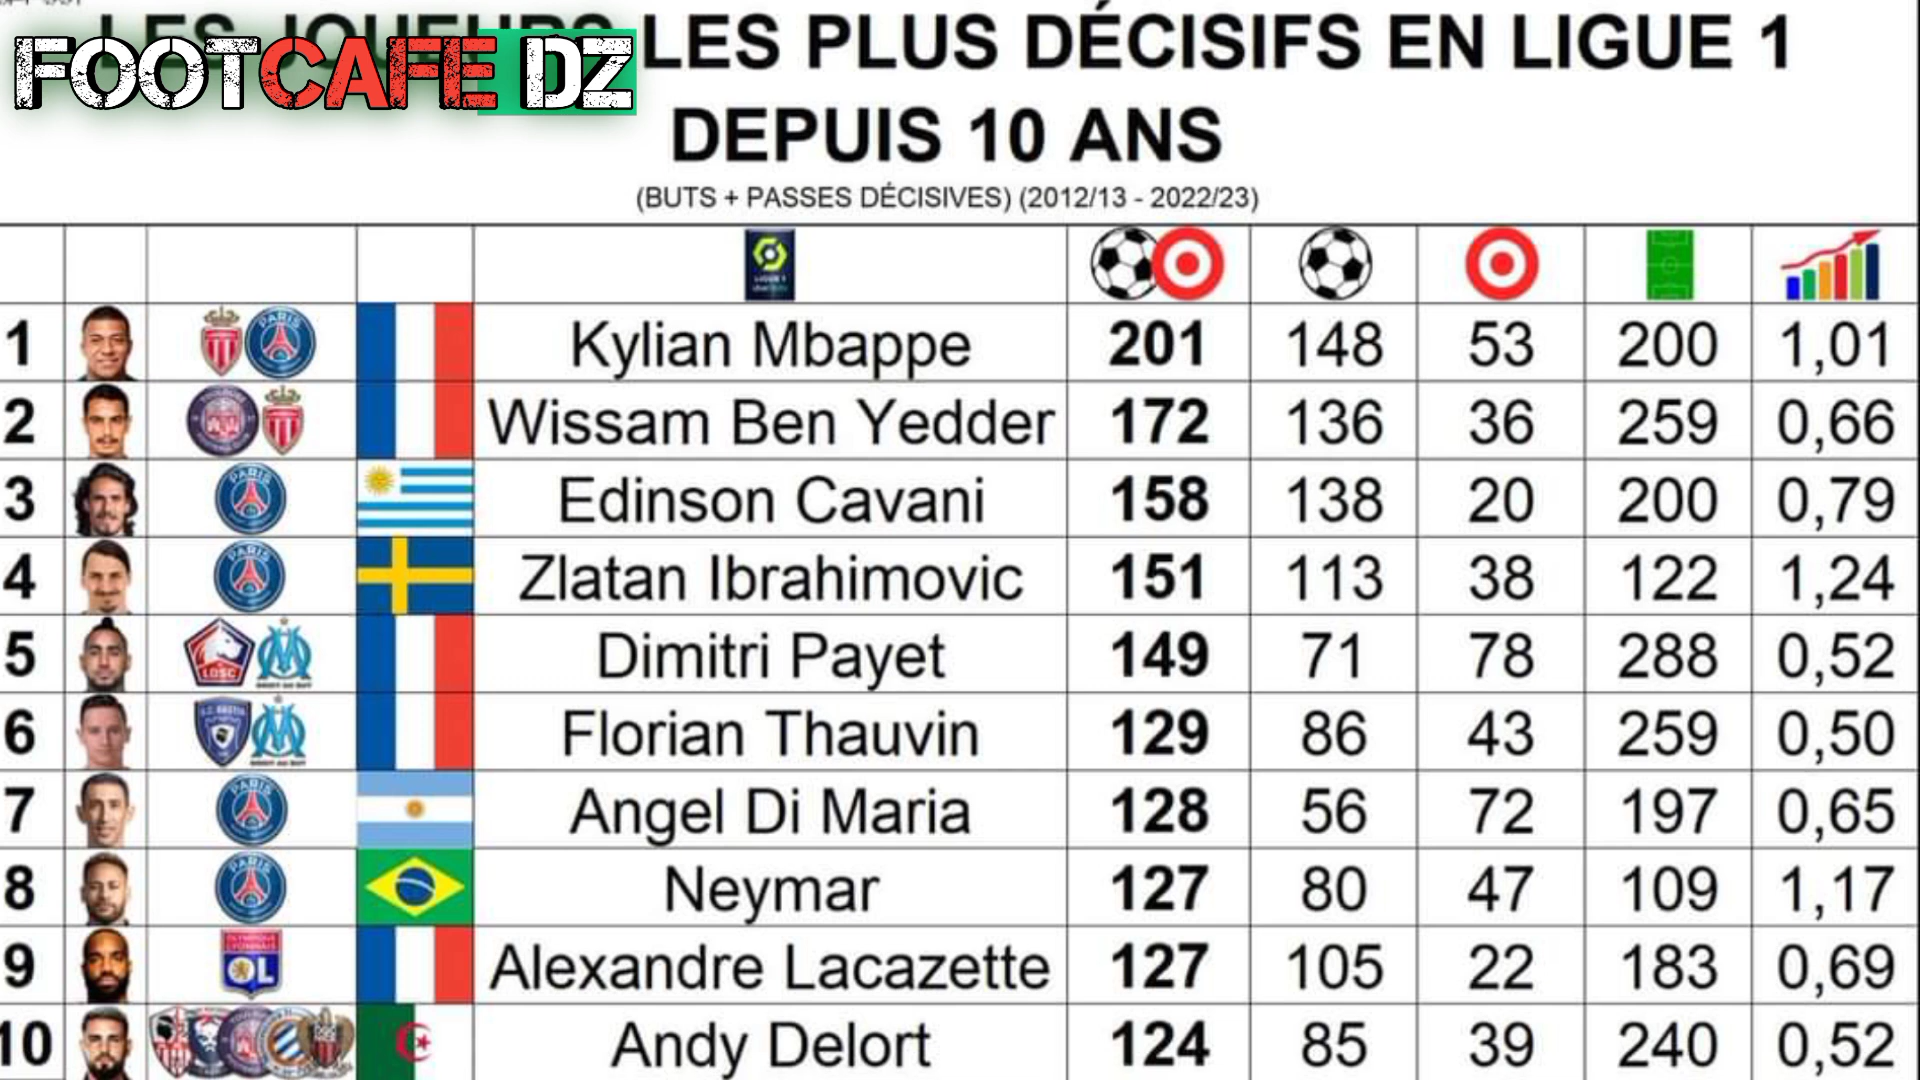 LES JOUEURS LES PLUS DÉCISIFS EN LIGUE 1
FOOTCAFE DZ
DEPUIS 10 ANS
(BUTS + PASSES DÉCISIVES) (2012/13 - 2022/23)
1 Kylian Mbappe 201 148 53 200 1,01
2 Wissam Ben Yedder 172 136 36 259 0,66
3 Edinson Cavani 158 138 20 200 0,79
4 Zlatan Ibrahimovic 151 113 38 122 1,24
5 Dimitri Payet 149 71 78 288 0,52
6 Florian Thauvin 129 86 43 259 0,50
7 Angel Di Maria 128 56 72 197 0,65
8 Neymar 127 80 47 109 1,17
9 Alexandre Lacazette 127 105 22 183 0,69
10 Andy Delort 124 85 39 240 0,52